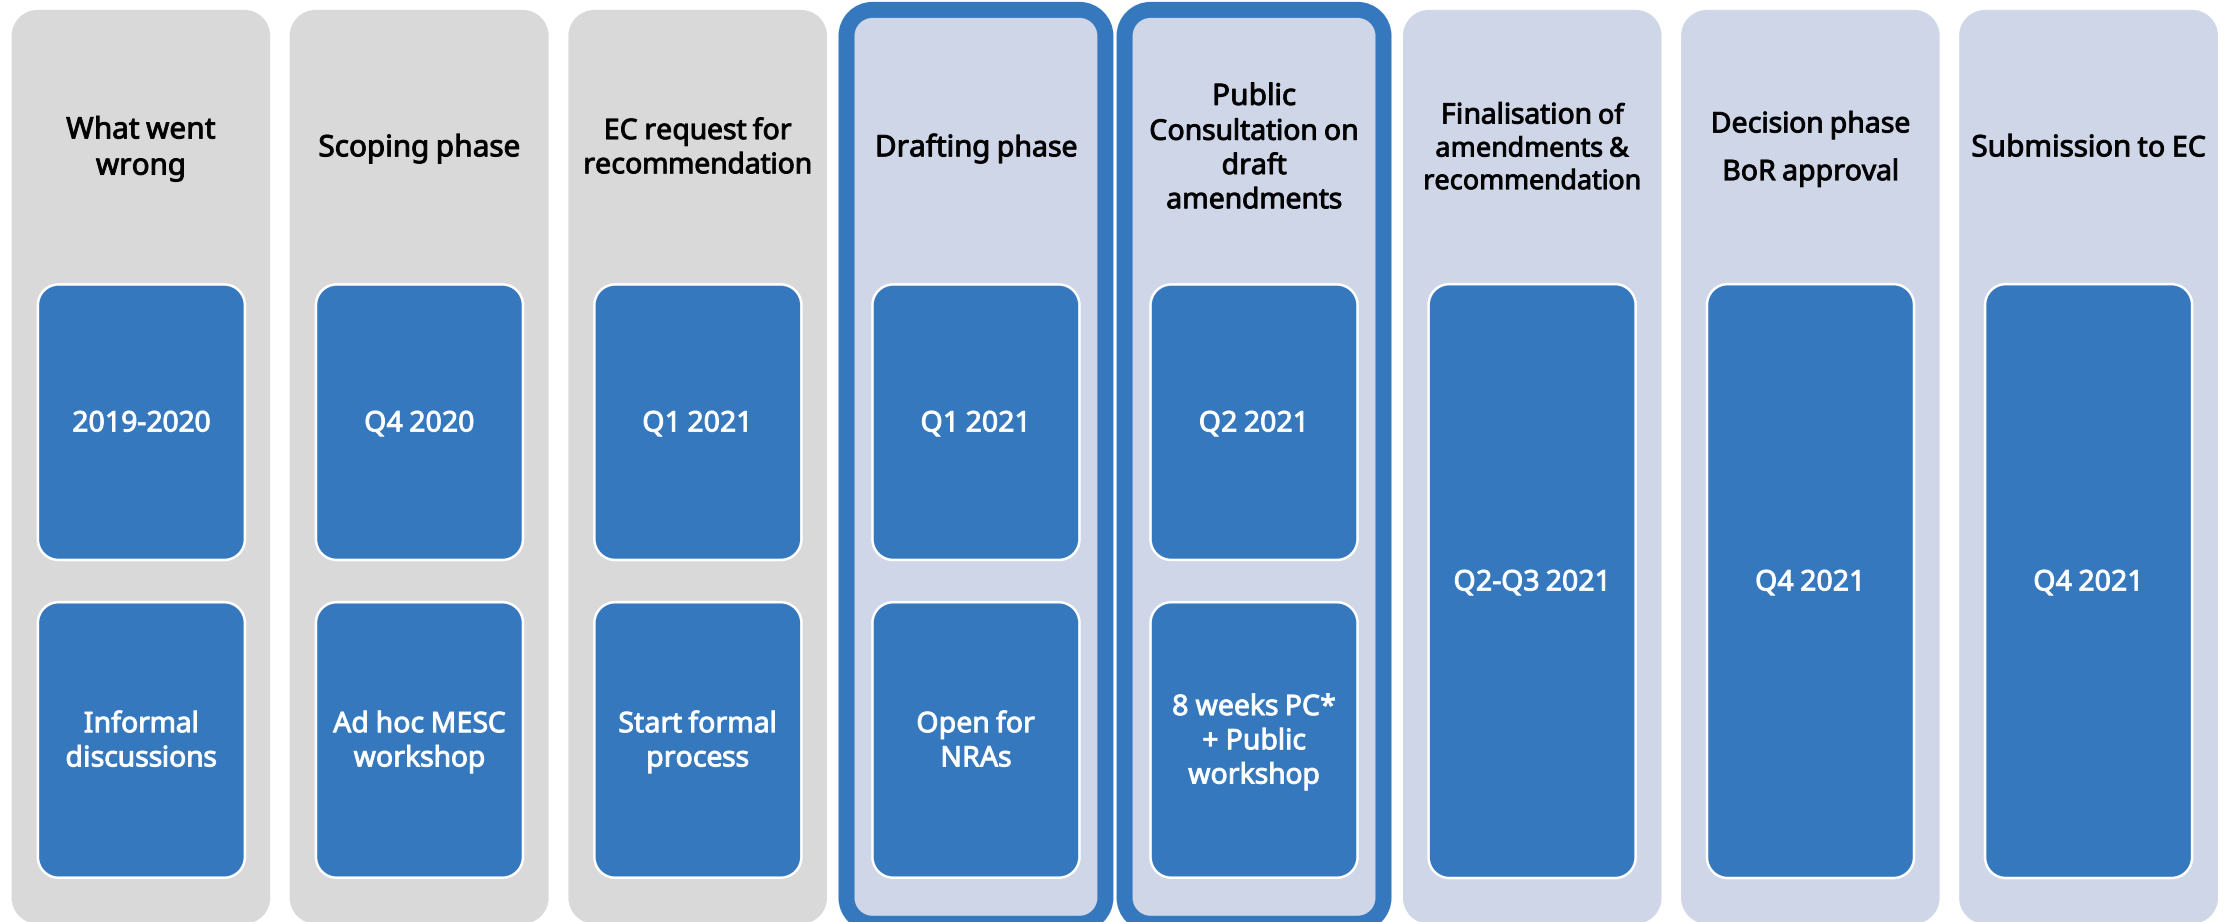 What went
wrong
2019-2020
Informal
discussions
Scoping phase
Q4 2020
Ad hoc MESC
workshop
EC request for
recommendation
Q1 2021
Start formal
process
Drafting phase
Q1 2021
Open for
NRAs
Public
Consultation on
draft
amendments
Q2 2021
8 weeks PC*
+ Public
workshop
Finalisation of
amendments &
recommendation
Q2-Q3 2021
Decision phase
BoR approval
Q4 2021
Submission to EC
Q4 2021